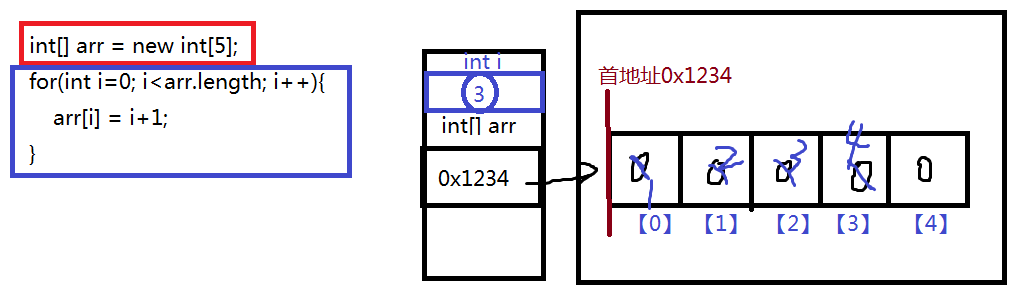 int[] arr = new int[5];
for(int i=0; i<arr.length; i++){
arr[i] = i+1;
}
int i
3
int[] arr
0x1234
首地址0x1234
0 0 0 0 0
1 2 3 4
【0】 【1】 【2】 【3】 【4】